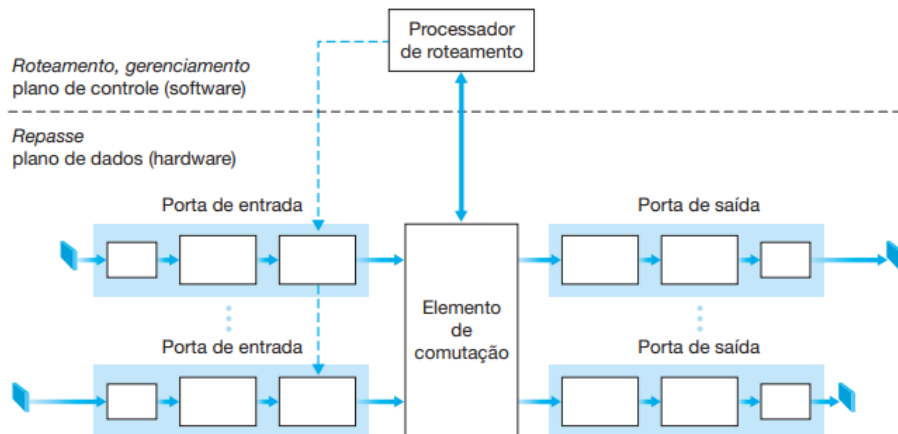 Processador
de roteamento
Roteamento, gerenciamento
plano de controle (software)
Repasse
plano de dados (hardware)
Porta de entrada
Porta de saída
Elemento
de
comutação
Porta de entrada
Porta de saída